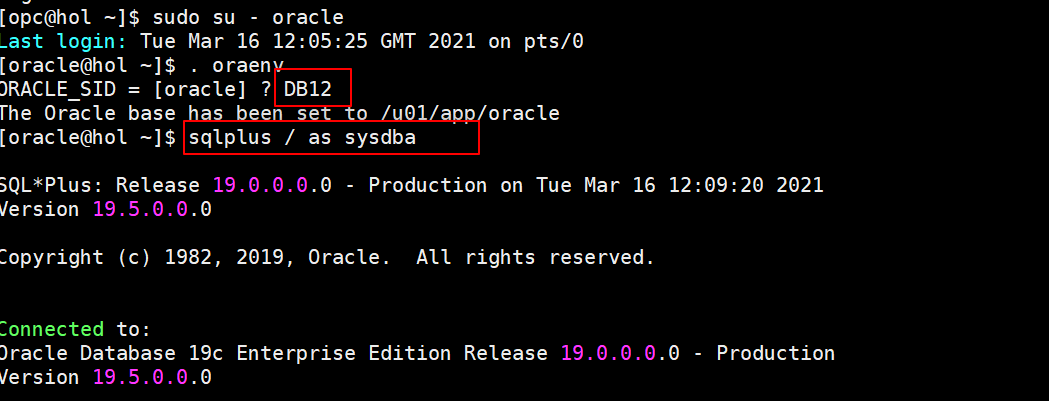 [opc@hol ~]$ sudo su - oracle
Last login: Tue Mar 16 12:05:25 GMT 2021 on pts/0
[oracle@hol ~]$ . oraenv
ORACLE_SID = [oracle] ? DB12
The Oracle base has been set to /u01/app/oracle
[oracle@hol ~]$ sqlplus / as sysdba
SQL*Plus: Release 19.0.0.0.0 - Production on Tue Mar 16 12:09:20 2021
Version 19.5.0.0.0
Copyright (c) 1982, 2019, Oracle.  All rights reserved.
Connected to:
Oracle Database 19c Enterprise Edition Release 19.0.0.0.0 - Production
Version 19.5.0.0.0